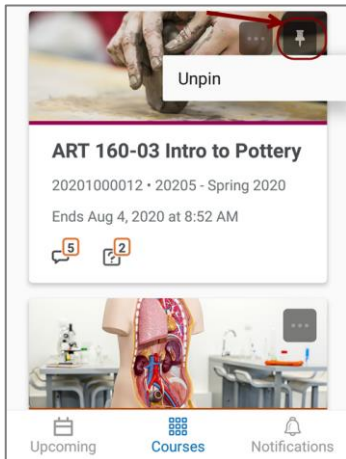 Unpin
ART 160-03 Intro to Pottery
20201000012 • 20205 - Spring 2020
Ends Aug 4, 2020 at 8:52 AM
5 2
Upcoming Courses Notifications